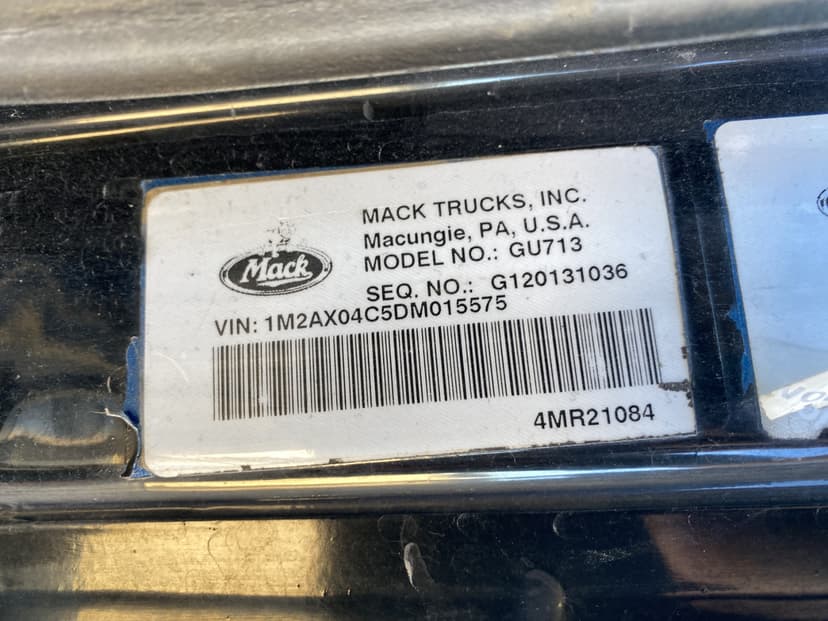 MACK TRUCKS, INC.
Macungie, PA, U.S.A.
MODEL NO.: GU713
Mack
SEQ. NO.: G120131036
VIN: 1M2AX04C5DM015575
4MR21084